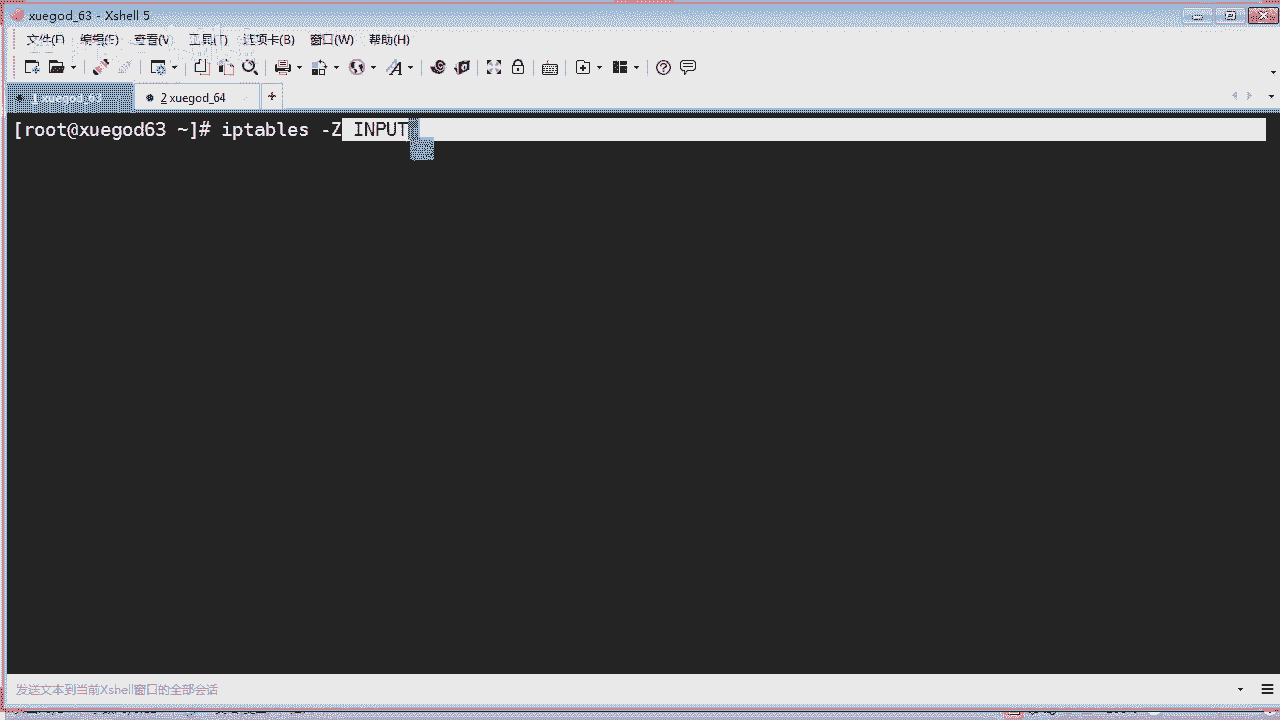 xuegod_63 - Xshell 5
文件(F) 编辑(E) 查看(V) 工具(T) 选项卡(B) 窗口(W) 帮助(H)
2 xuegod_64 +
[root@xuegod63 ~]# iptables -Z INPUT
发送文本到当前Xshell窗口的全部会话